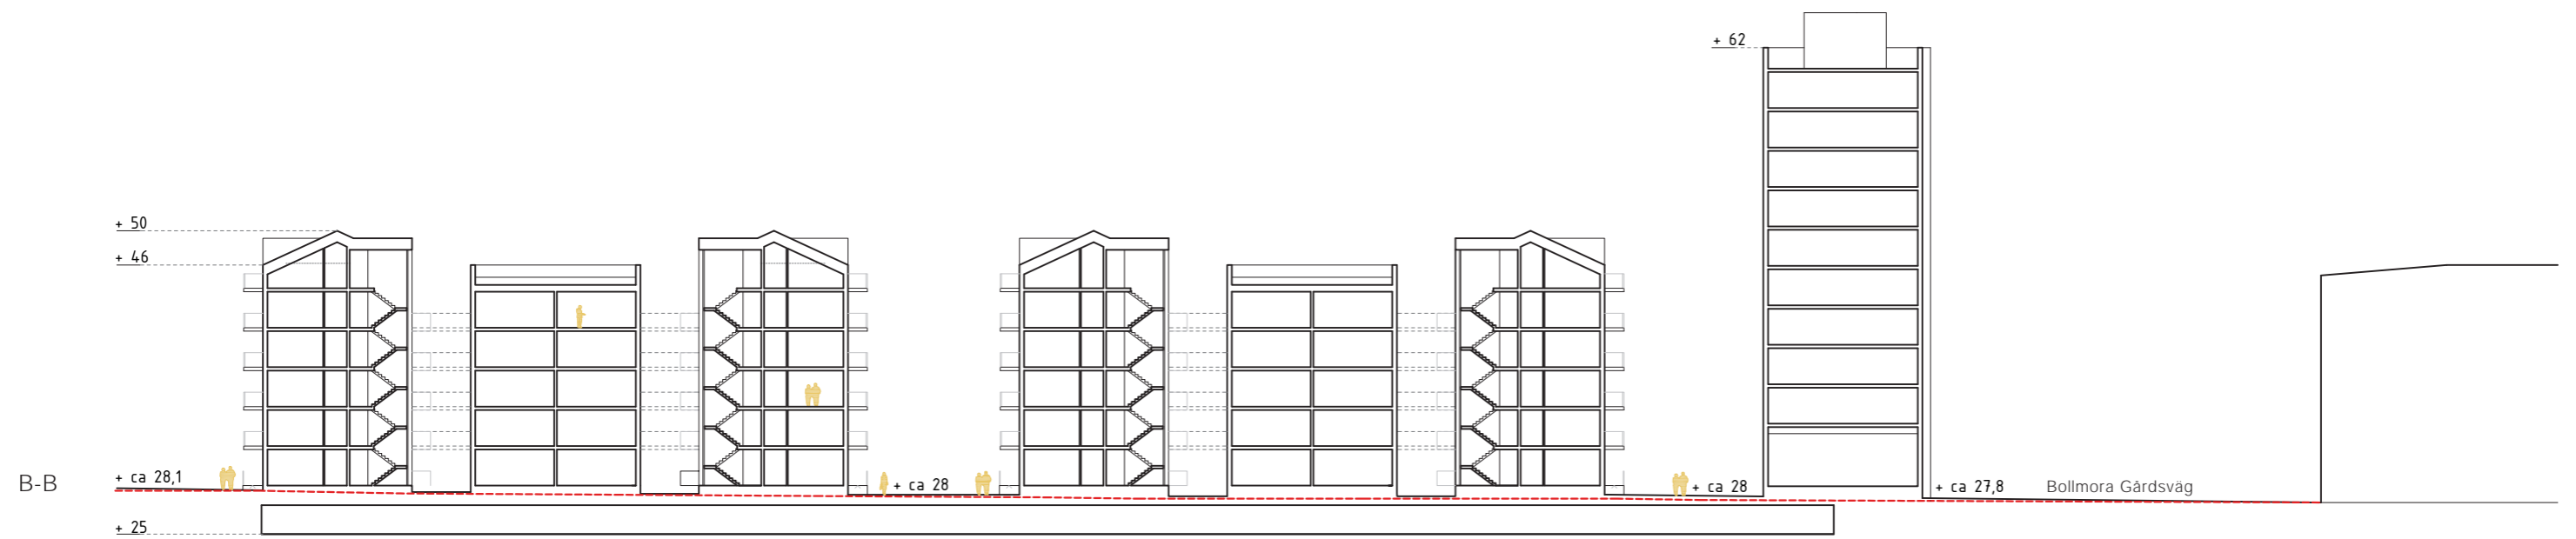 + 62
+ 50
+ 46
B-B
+ ca 28,1
+ ca 28
+ ca 28
+ ca 27,8
Bollmora Gårdsväg
+ 25